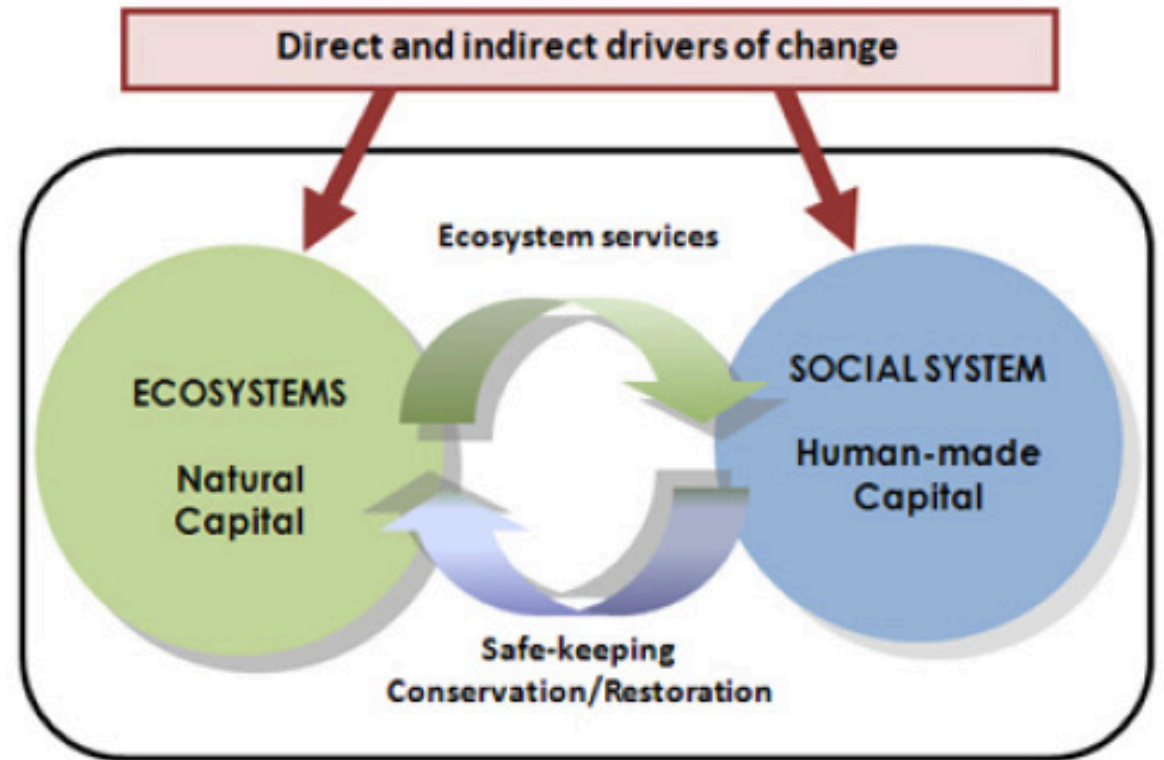 Direct and indirect drivers of change
Ecosystem services
ECOSYSTEMS
Natural
Capital
SOCIAL SYSTEM
Human-made
Capital
Safe-keeping
Conservation/Restoration